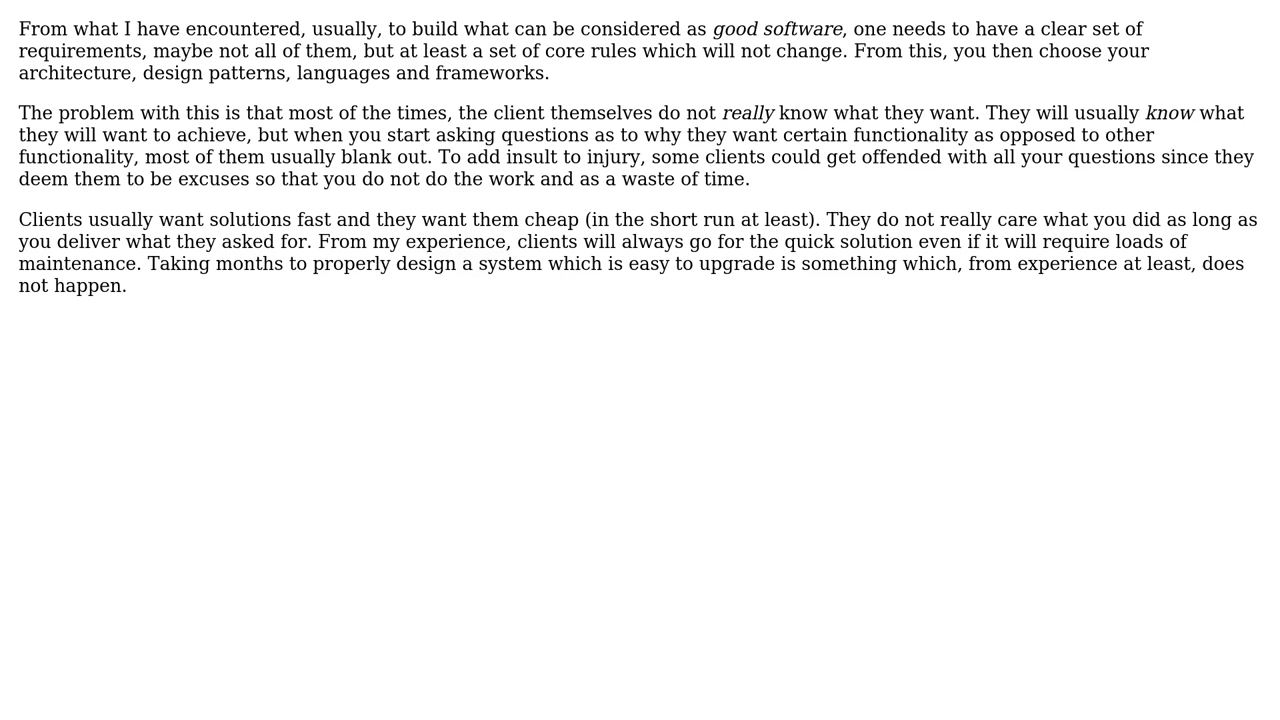 From what I have encountered, usually, to build what can be considered as good software, one needs to have a clear set of
requirements, maybe not all of them, but at least a set of core rules which will not change. From this, you then choose your
architecture, design patterns, languages and frameworks.
The problem with this is that most of the times, the client themselves do not really know what they want. They will usually know what
they will want to achieve, but when you start asking questions as to why they want certain functionality as opposed to other
functionality, most of them usually blank out. To add insult to injury, some clients could get offended with all your questions since they
deem them to be excuses so that you do not do the work and as a waste of time.
Clients usually want solutions fast and they want them cheap (in the short run at least). They do not really care what you did as long as
you deliver what they asked for. From my experience, clients will always go for the quick solution even if it will require loads of
maintenance. Taking months to properly design a system which is easy to upgrade is something which, from experience at least, does
not happen.